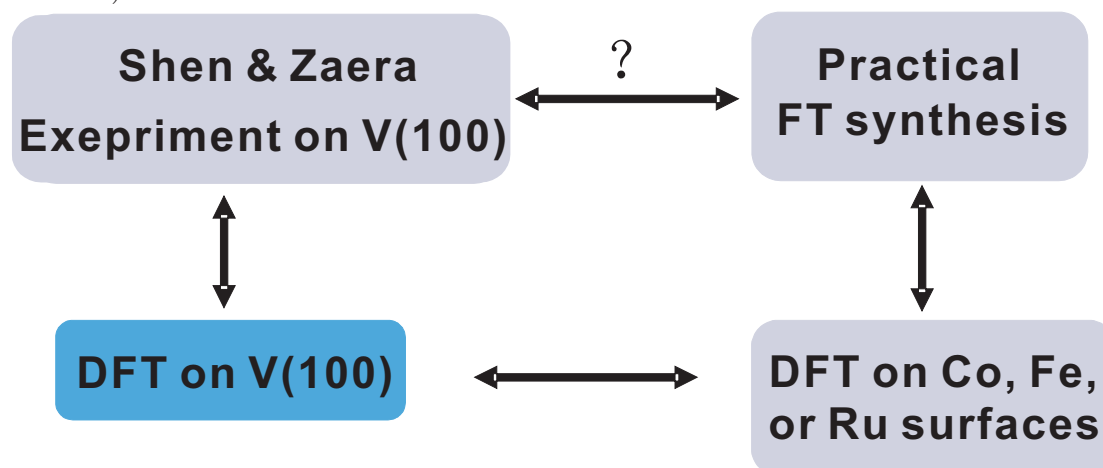 Shen & Zaera
Exepriment on V(100)
?
Practical
FT synthesis
DFT on V(100)
DFT on Co, Fe,
or Ru surfaces